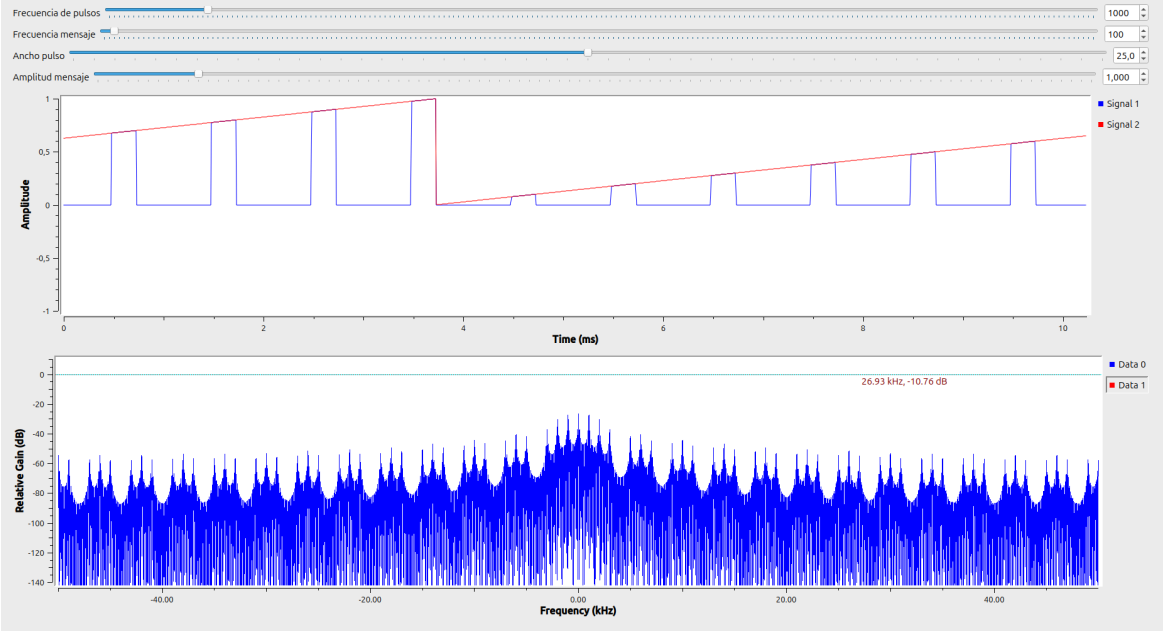 Frecuencia de pulsos 1000
Frecuencia mensaje 100
Ancho pulso 25,0
Amplitud mensaje 1,000
Signal 1
Signal 2
1
0,5
0
-0,5
-1
Amplitude
0 2 4 6 8 10
Time (ms)
Data 0
Data 1
26.93 kHz, -10.76 dB
0
-20
-40
-60
-80
-100
-120
-140
Relative Gain (dB)
-40.00 -20.00 0.00 20.00 40.00
Frequency (kHz)